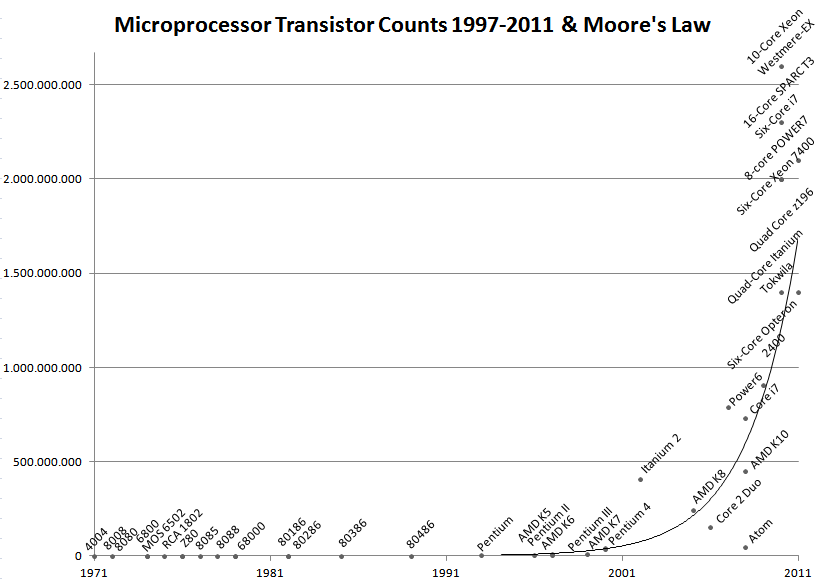 Microprocessor Transistor Counts 1997-2011 & Moore's Law
10-Core Xeon
Westmere-EX
2.500.000.000
16-Core SPARC T3
Six-Core i7
8-core POWER7
2.000.000.000
Six-Core Xeon 7400
Quad Core z196
1.500.000.000
Quad-Core Itanium
Tokwila
Six-Core Opteron
2400
1.000.000.000
Power6
Core i7
500.000.000
Itanium 2
AMD K10
AMD K8
Core 2 Duo
Atom
0
4004
8008
8080
6800
MOS 6502
RCA 1802
Z80
8085
8088
68000
80186
80286
80386
80486
Pentium
AMD K5
Pentium II
AMD K6
Pentium III
AMD K7
Pentium 4
1971
1981
1991
2001
2011